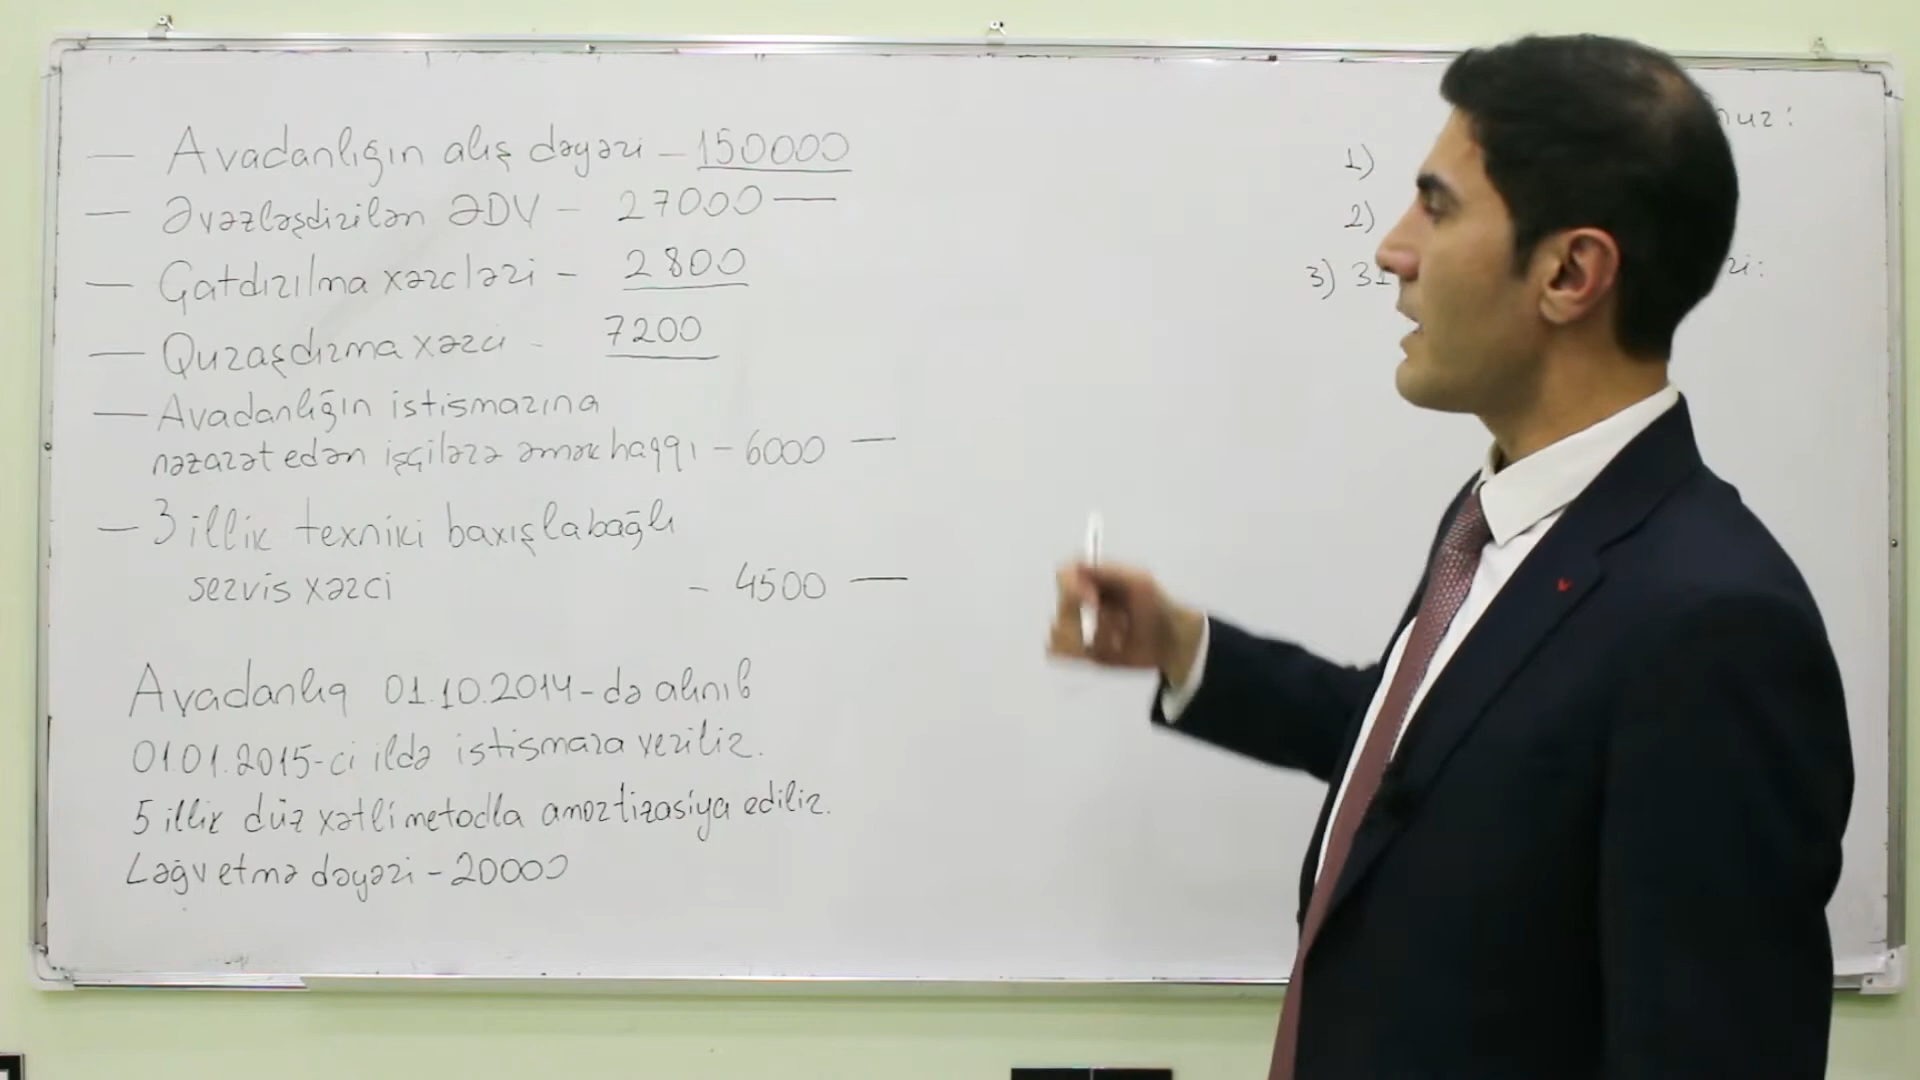 — Avadanlığın alış dəyəri – 150000
— Əvəzləşdirilən ƏDV – 27000 —
— Gətdirilmə xərcləri – 2800
— Quraşdırma xərci – 7200
— Avadanlığın istismarına
nəzarət edən işçilərə əmək haqqı – 6000 —
– 3 illik texniki baxışla bağlı
servis xərci – 4500 —
Avadanlıq 01.10.2014-də alınıb
01.01.2015-ci ildə istismara verilir.
5 illik düz xətli metodla amortizasiya edilir.
Ləğvetmə dəyəri – 20000
1)
2)
3) 31